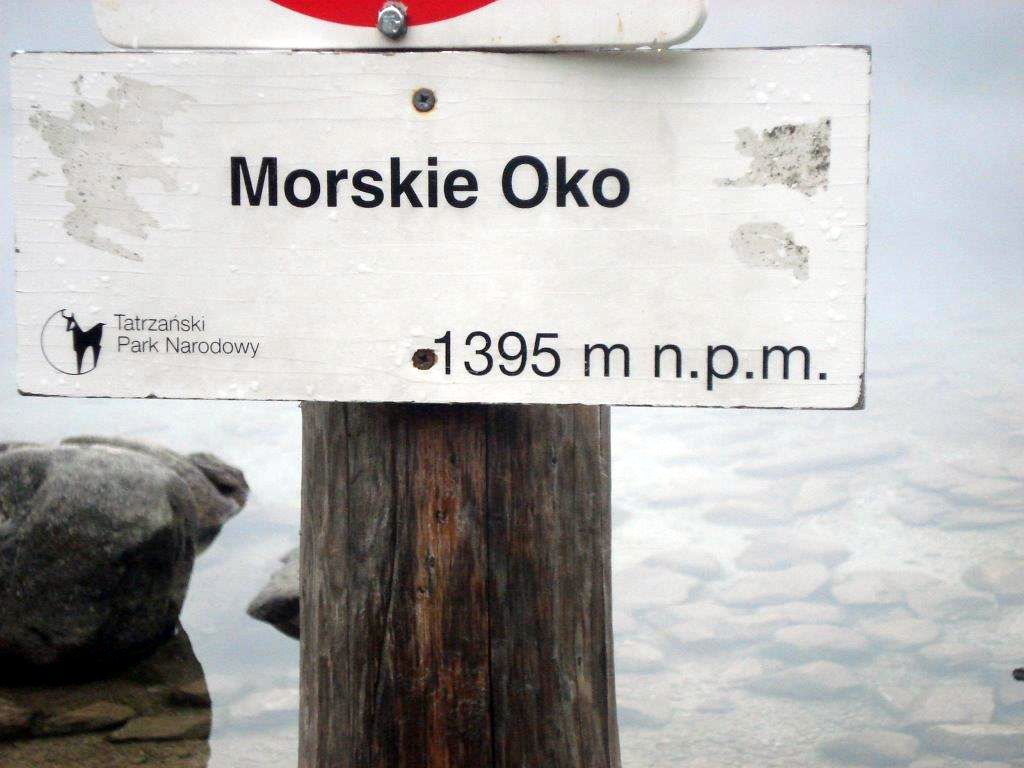 Morskie Oko
Tatrzański
Park Narodowy
1395 m n.p.m.